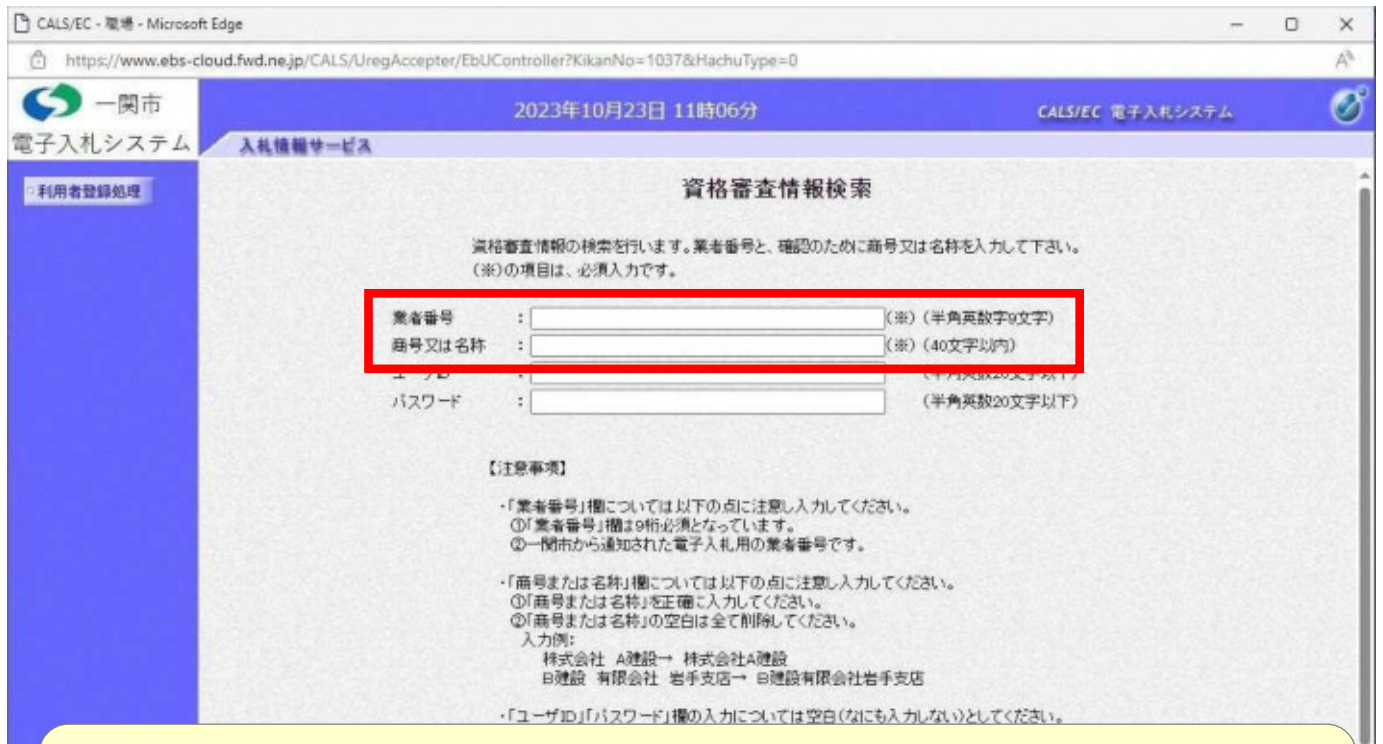 CALS/EC - 職場 - Microsoft Edge
https://www.ebs-cloud.fwd.ne.jp/CALS/UregAccepter/EbUController?KikanNo=1037&HachuType=0
一関市
電子入札システム
2023年10月23日 11時06分
CALS/EC 電子入札システム
入札情報サービス
利用者登録処理
資格審査情報検索
資格審査情報の検索を行います。業者番号と、確認のために商号又は名称を入力して下さい。
(※)の項目は、必須入力です。
業者番号 : (※) (半角英数字9文字)
商号又は名称 : (※) (40文字以内)
ユーザID : (半角英数20文字以下)
パスワード : (半角英数20文字以下)
【注意事項】
・「業者番号」欄については以下の点に注意し入力してください。
①「業者番号」欄は9桁必須となっています。
②一関市から通知された電子入札用の業者番号です。
・「商号または名称」欄については以下の点に注意し入力してください。
①「商号または名称」を正確に入力してください。
②「商号または名称」の空白は全て削除してください。
入力例:
株式会社 A建設→ 株式会社A建設
B建設 有限会社 岩手支店→ B建設有限会社岩手支店
・「ユーザID」「パスワード」欄の入力については空白(なにも入力しない)としてください。